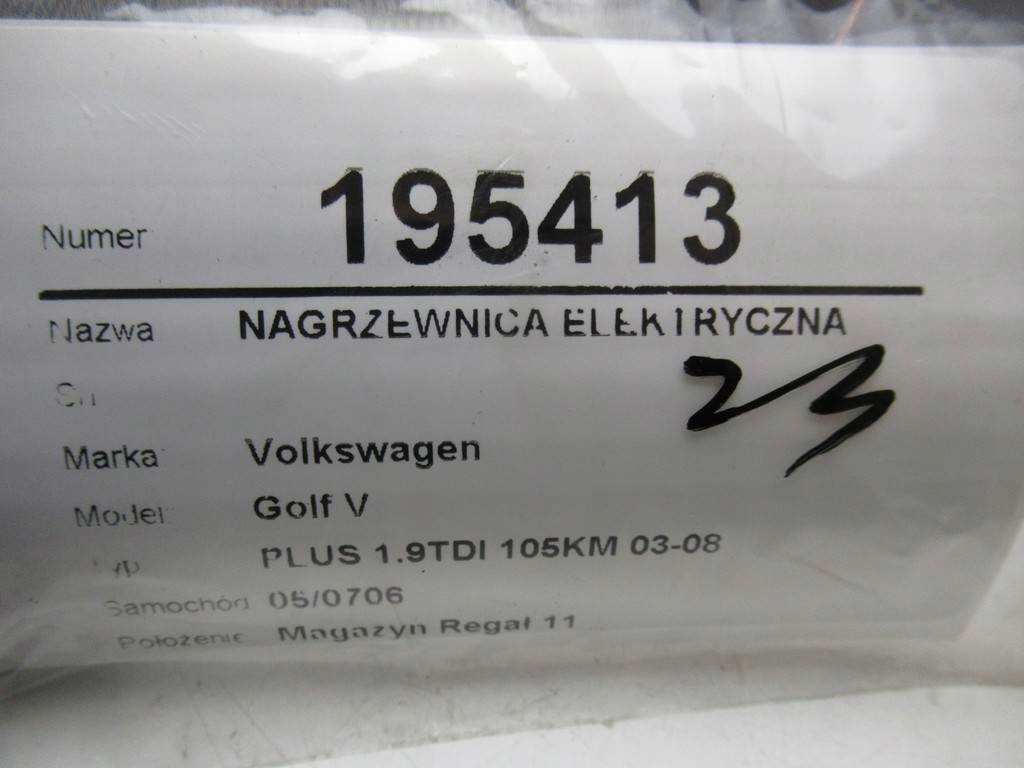 Numer 195413
Nazwa NAGRZEWNICA ELEKTRYCZNA
23
Marka Volkswagen
Model Golf V
Typ PLUS 1.9TDI 105KM 03-08
Samochód 05/0706
Położenie Magazyn Regał 11